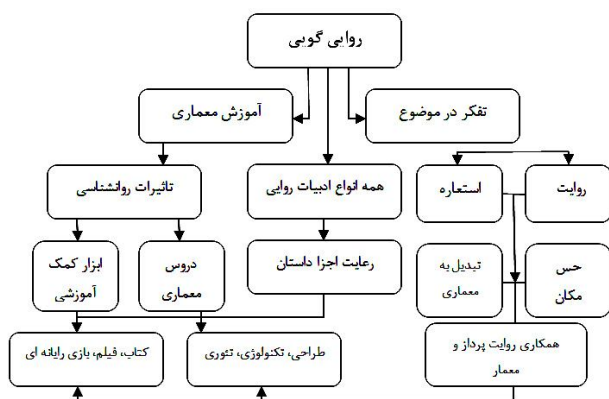 روایی گویی
تفکر در موضوع
آموزش معماری
روایت
استعاره
همه انواع ادبیات روایی
تاثیرات روانشناسی
حس
مکان
تبدیل به
معماری
رعایت اجزا داستان
دروس
معماری
ابزار کمک
آموزشی
همکاری روایت پرداز و
معمار
طراحی، تکنولوژی، تئوری
کتاب، فیلم، بازی رایانه ای